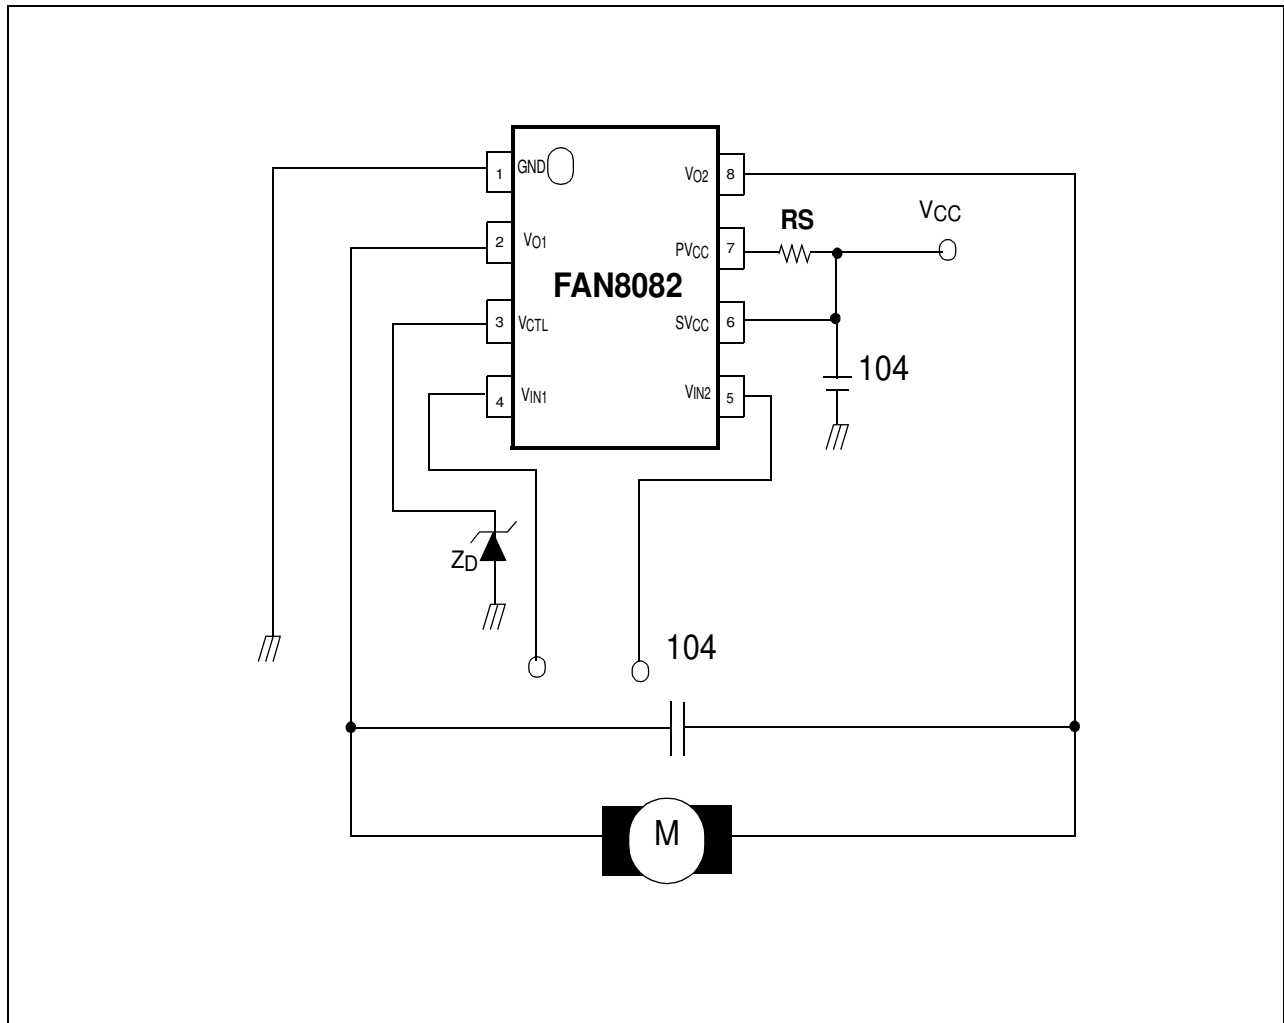 1 GND
VO2 8
VCC
RS
2 VO1
PVCC 7
FAN8082
3 VCTL
SVCC 6
104
4 VIN1
VIN2 5
ZD
104
M